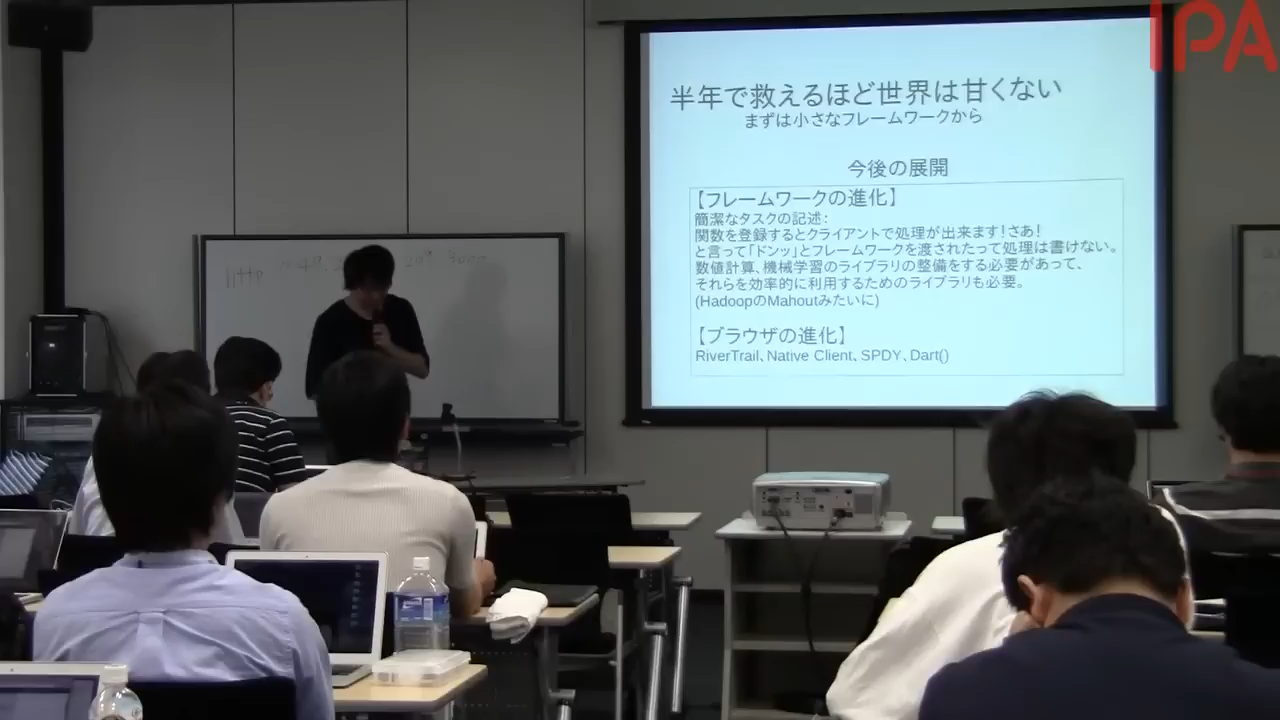 IPA
半年で救えるほど世界は甘くない
まずは小さなフレームワークから
今後の展開
【フレームワークの進化】
簡潔なタスクの記述：
関数を登録するとクライアントで処理が出来ます！さあ！
と言って「ドンッ」とフレームワークを渡されたって処理は書けない。
数値計算、機械学習のライブラリの整備をする必要があって、
それらを効率的に利用するためのライブラリも必要。
(HadoopのMahoutみたいに)
【ブラウザの進化】
RiverTrail、Native Client、SPDY、Dart()
http